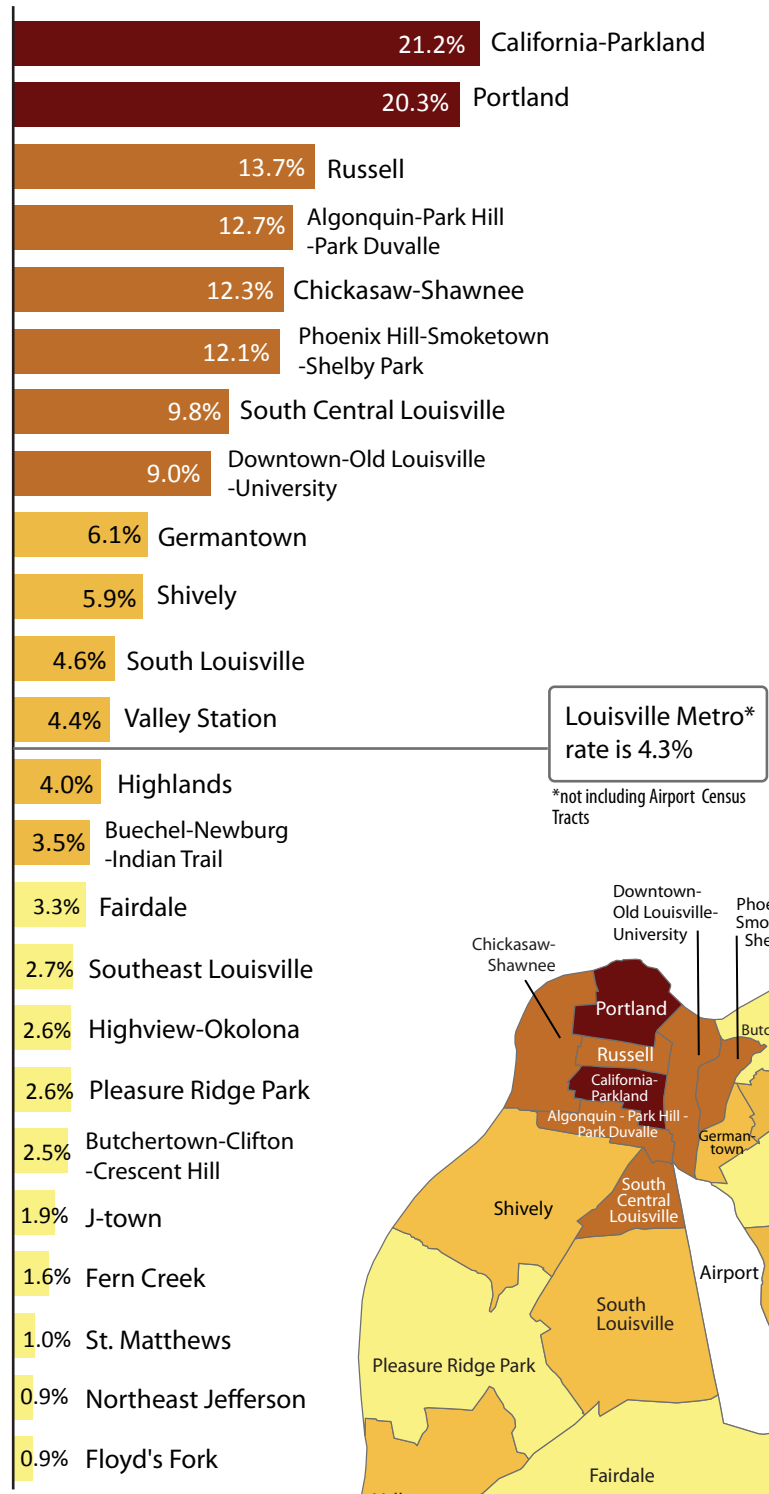 21.2% California-Parkland
20.3% Portland
13.7% Russell
12.7% Algonquin-Park Hill
-Park Duvalle
12.3% Chickasaw-Shawnee
12.1% Phoenix Hill-Smoketown
-Shelby Park
9.8% South Central Louisville
9.0% Downtown-Old Louisville
-University
6.1% Germantown
5.9% Shively
4.6% South Louisville
4.4% Valley Station
Louisville Metro*
rate is 4.3%
*not including Airport Census
Tracts
4.0% Highlands
3.5% Buechel-Newburg
-Indian Trail
3.3% Fairdale
2.7% Southeast Louisville
2.6% Highview-Okolona
2.6% Pleasure Ridge Park
2.5% Butchertown-Clifton
-Crescent Hill
1.9% J-town
1.6% Fern Creek
1.0% St. Matthews
0.9% Northeast Jefferson
0.9% Floyd's Fork
Downtown-
Old Louisville-
University
Phoe
Smo
She
Chickasaw-
Shawnee
Portland
Butc
Russell
California-
Parkland
Algonquin - Park Hill -
Park Duvalle
German-
town
South
Central
Louisville
Shively
Airport
South
Louisville
Pleasure Ridge Park
Fairdale